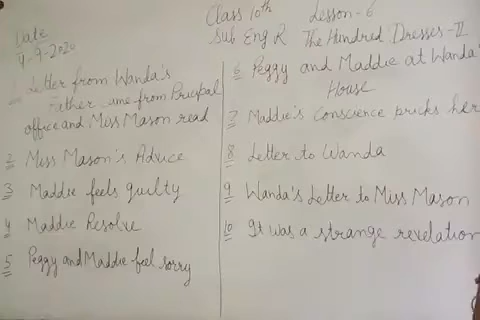 Date
4-9-2020
Class 10th Lesson-6
Sub Eng R The Hundred Dresses-II
1 Letter from Wanda's
Father came from Principal
office and Miss Mason read
2 Miss Mason's Advice
3 Maddie feels guilty
4 Maddie Resolve
5 Peggy and Maddie feel sorry
6 Peggy and Maddie at Wanda's
House
7 Maddie's Conscience pricks her
8 Letter to Wanda
9 Wanda's Letter to Miss Mason
10 It was a strange revelation